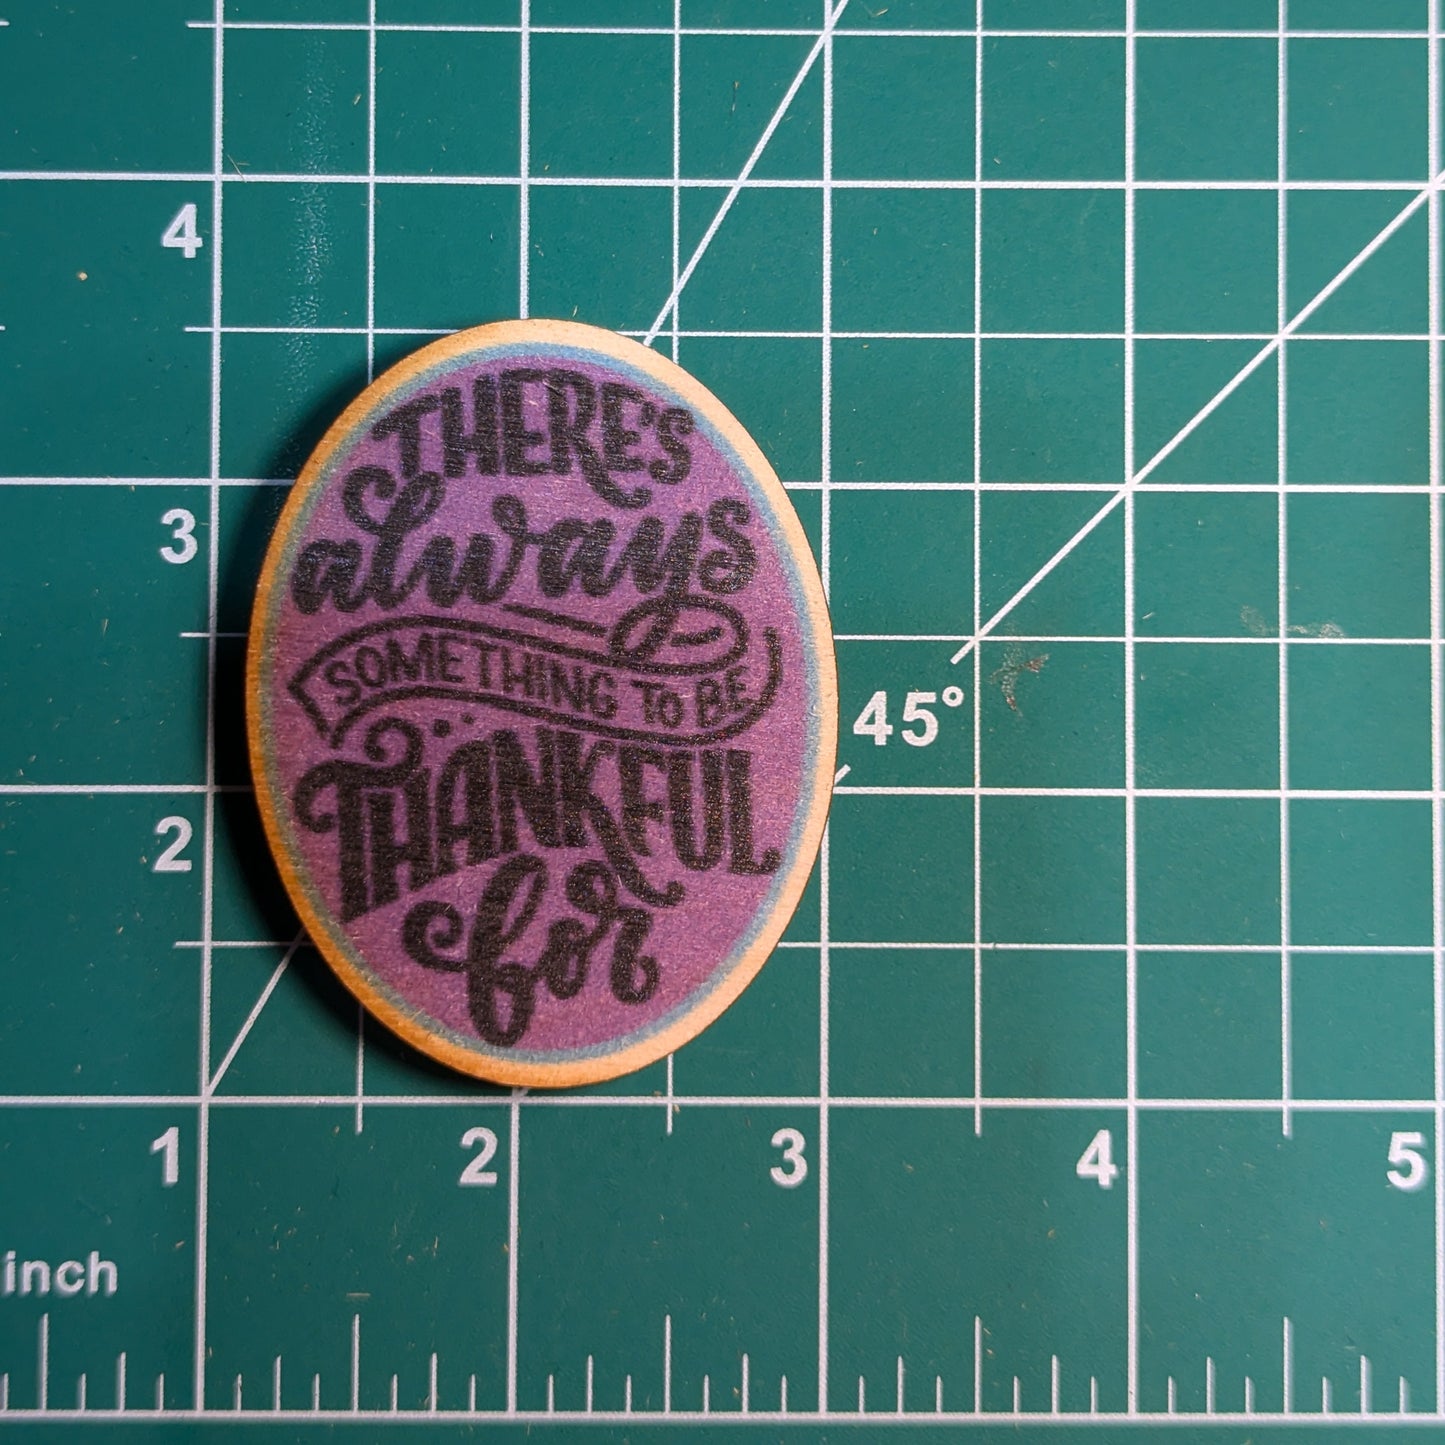 4
THERE'S
always
3
SOMETHING TO BE
45°
THANKFUL
2
for
1 2 3 4 5
inch